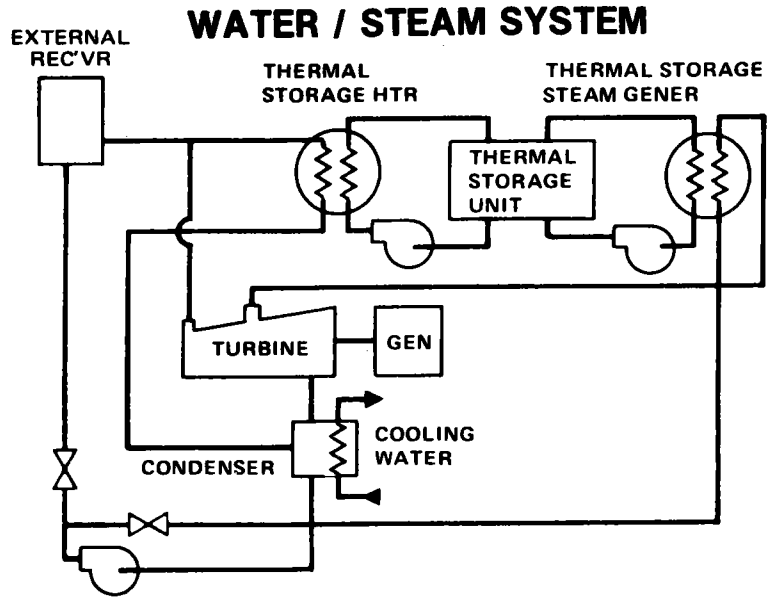 WATER / STEAM SYSTEM
EXTERNAL
REC'VR
THERMAL
STORAGE HTR
THERMAL STORAGE
STEAM GENER
THERMAL
STORAGE
UNIT
TURBINE
GEN
COOLING
WATER
CONDENSER